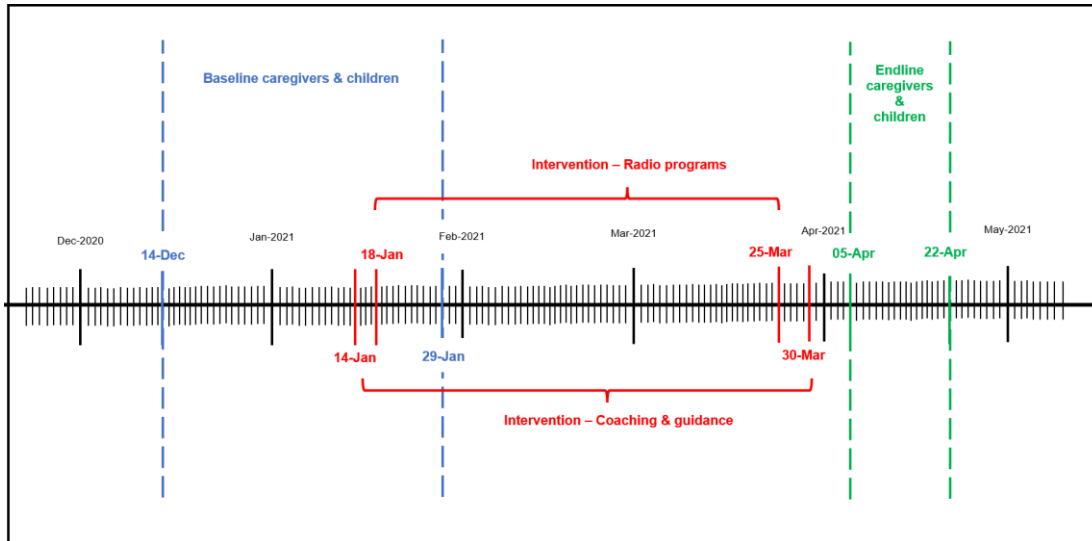 Baseline caregivers & children
Endline
caregivers
&
children
Intervention – Radio programs
Dec-2020
Jan-2021
Feb-2021
Mar-2021
Apr-2021
May-2021
14-Dec
18-Jan
25-Mar
05-Apr
22-Apr
14-Jan
29-Jan
30-Mar
Intervention – Coaching & guidance